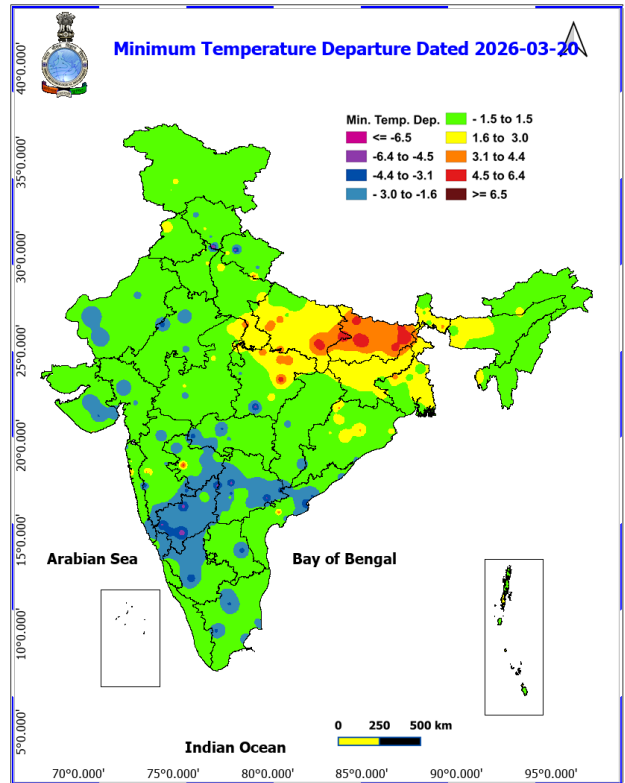 Minimum Temperature Departure Dated 2026-03-20
Min. Temp. Dep.
<= -6.5
-6.4 to -4.5
-4.4 to -3.1
- 3.0 to -1.6
- 1.5 to 1.5
1.6 to 3.0
3.1 to 4.4
4.5 to 6.4
>= 6.5
40°0.000'
35°0.000'
30°0.000'
25°0.000'
20°0.000'
15°0.000'
10°0.000'
5°0.000'
Arabian Sea
Bay of Bengal
Indian Ocean
0 250 500 km
70°0.000' 75°0.000' 80°0.000' 85°0.000' 90°0.000' 95°0.000'